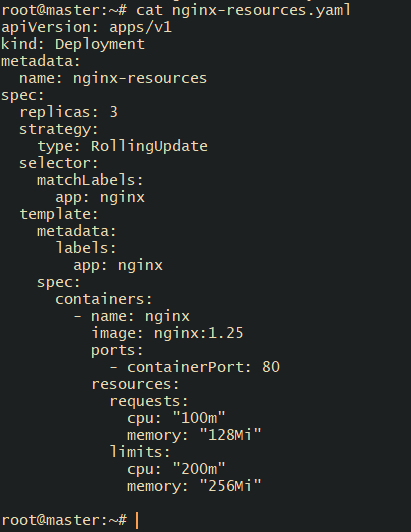 root@master:~# cat nginx-resources.yaml
apiVersion: apps/v1
kind: Deployment
metadata:
  name: nginx-resources
spec:
  replicas: 3
  strategy:
    type: RollingUpdate
  selector:
    matchLabels:
      app: nginx
  template:
    metadata:
      labels:
        app: nginx
    spec:
      containers:
        - name: nginx
          image: nginx:1.25
          ports:
            - containerPort: 80
          resources:
            requests:
              cpu: "100m"
              memory: "128Mi"
            limits:
              cpu: "200m"
              memory: "256Mi"

root@master:~#